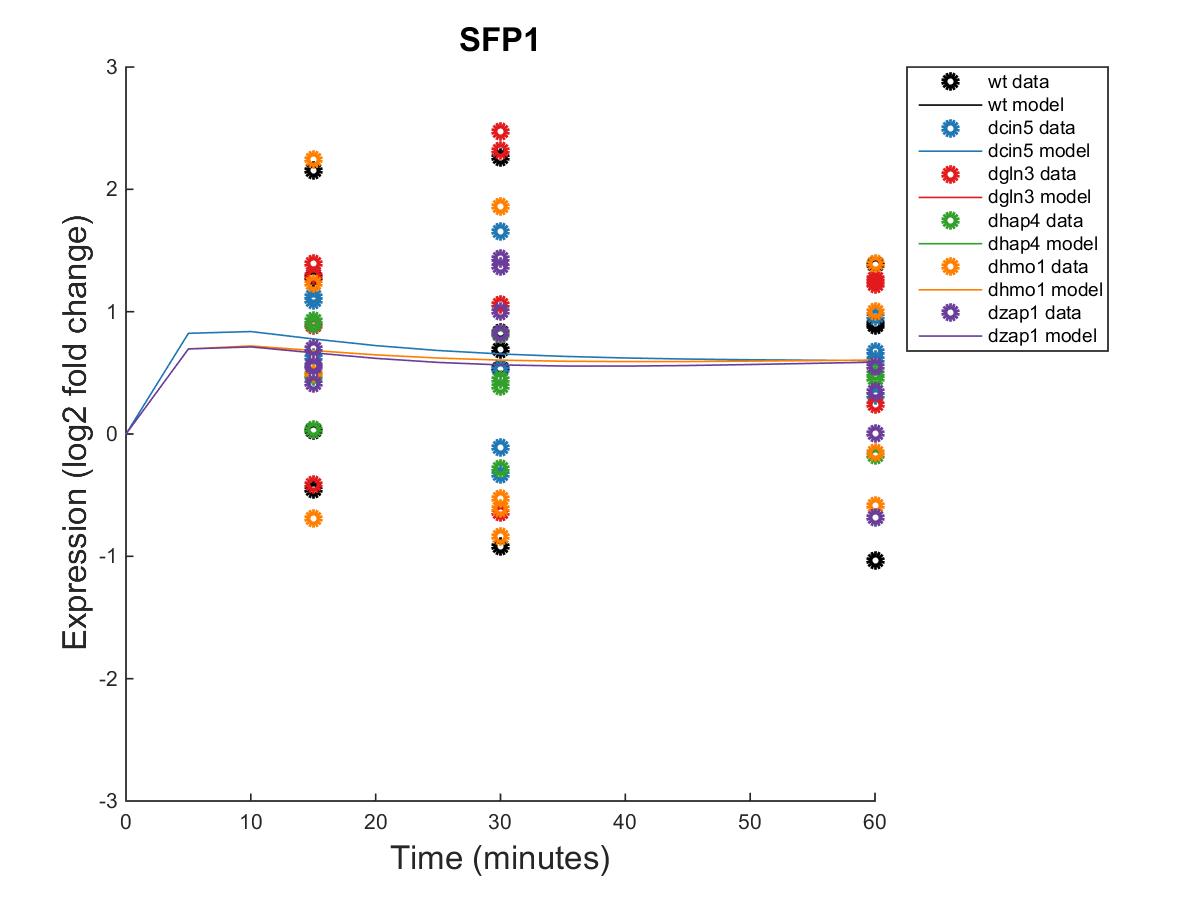 SFP1
3
2
1
0
-1
-2
-3
Expression (log2 fold change)
0 10 20 30 40 50 60
Time (minutes)
wt data
wt model
dcin5 data
dcin5 model
dgln3 data
dgln3 model
dhap4 data
dhap4 model
dhmo1 data
dhmo1 model
dzap1 data
dzap1 model